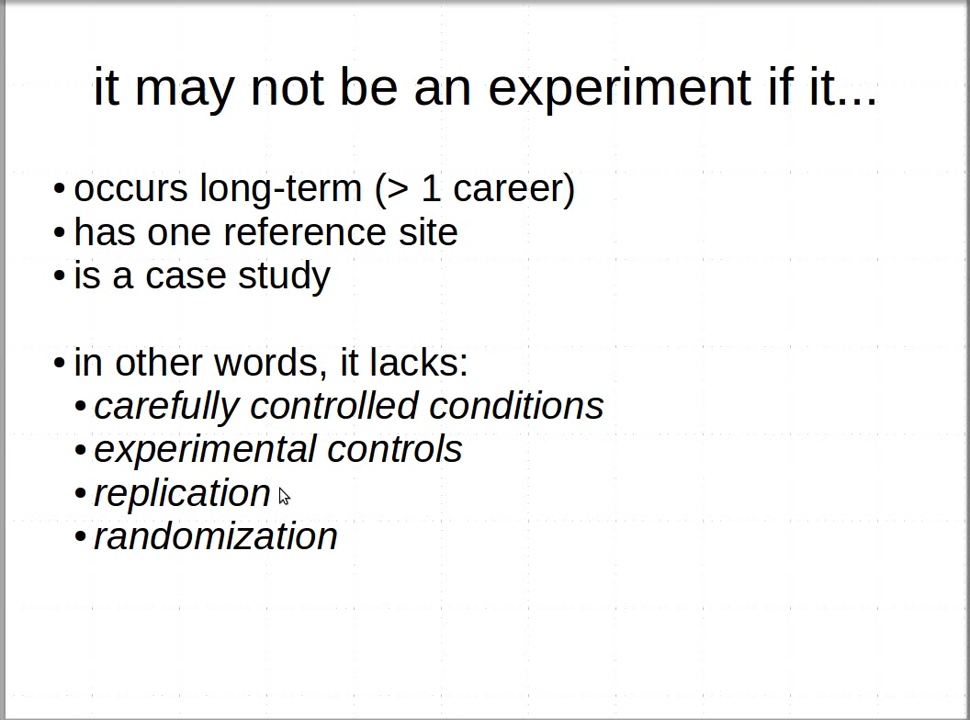 it may not be an experiment if it...
• occurs long-term (> 1 career)
• has one reference site
• is a case study
• in other words, it lacks:
• carefully controlled conditions
• experimental controls
• replication
• randomization